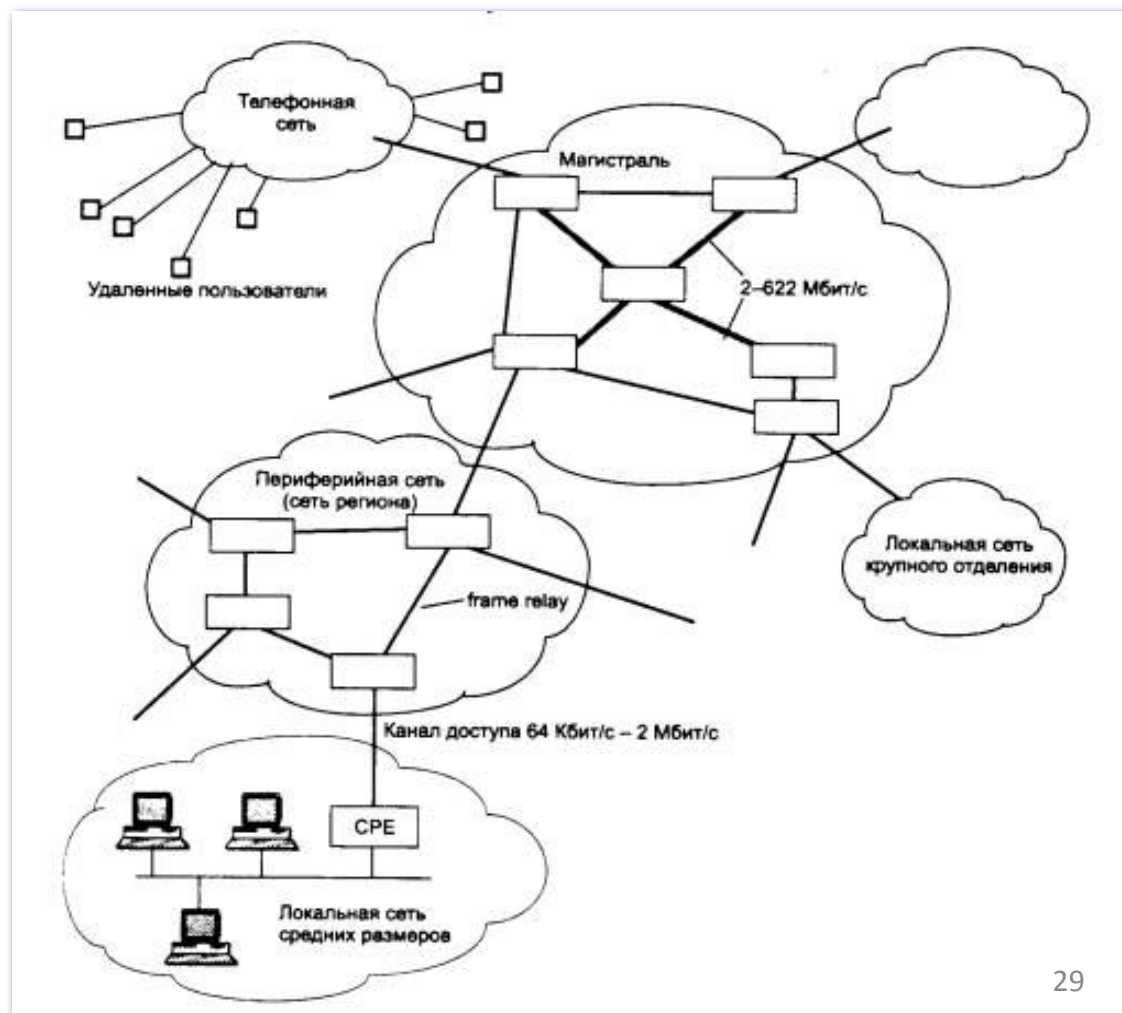 Телефонная
сеть
Магистраль
2–622 Мбит/с
Удаленные пользователи
Периферийная сеть
(сеть региона)
frame relay
Локальная сеть
крупного отделения
Канал доступа 64 Кбит/с – 2 Мбит/с
CPE
Локальная сеть
средних размеров
29